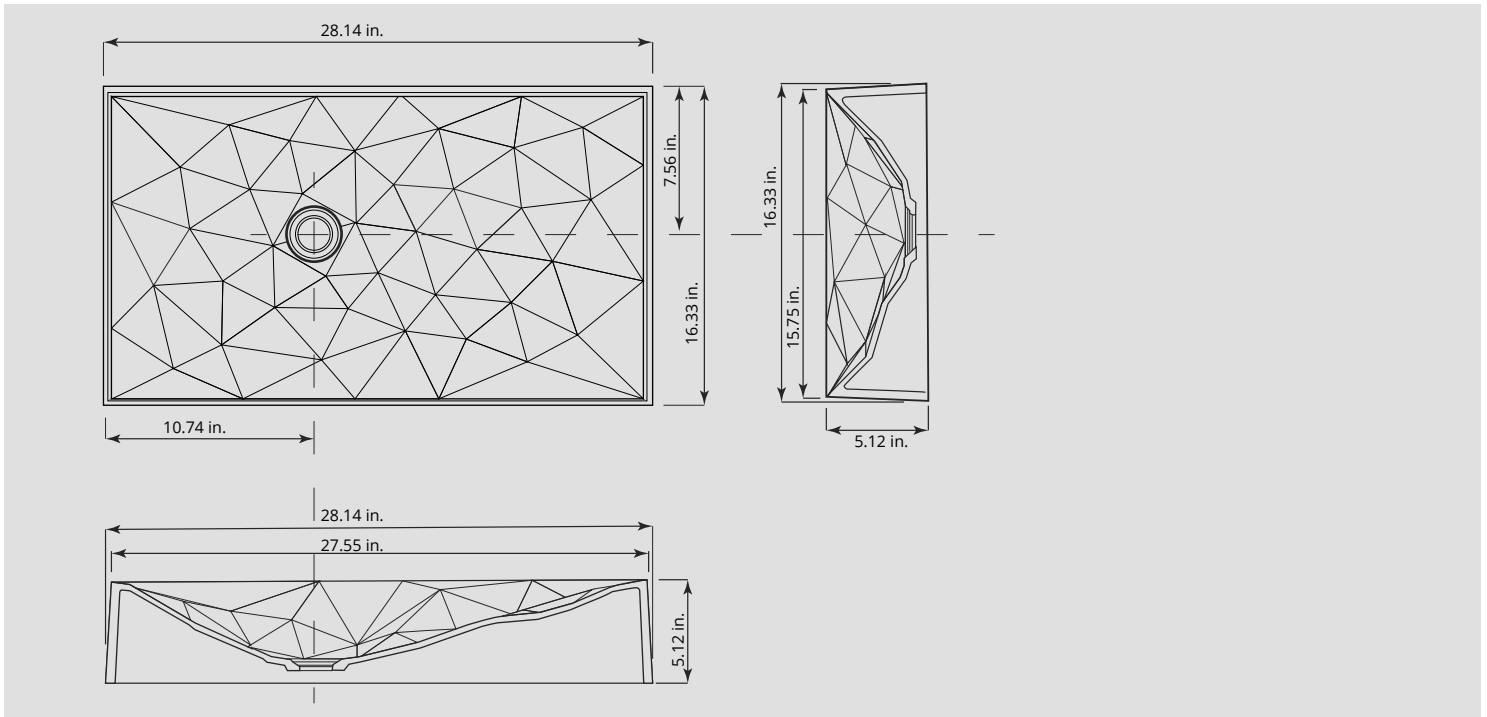 28.14 in.
7.56 in.
16.33 in.
10.74 in.
16.33 in.
15.75 in.
5.12 in.
28.14 in.
27.55 in.
5.12 in.